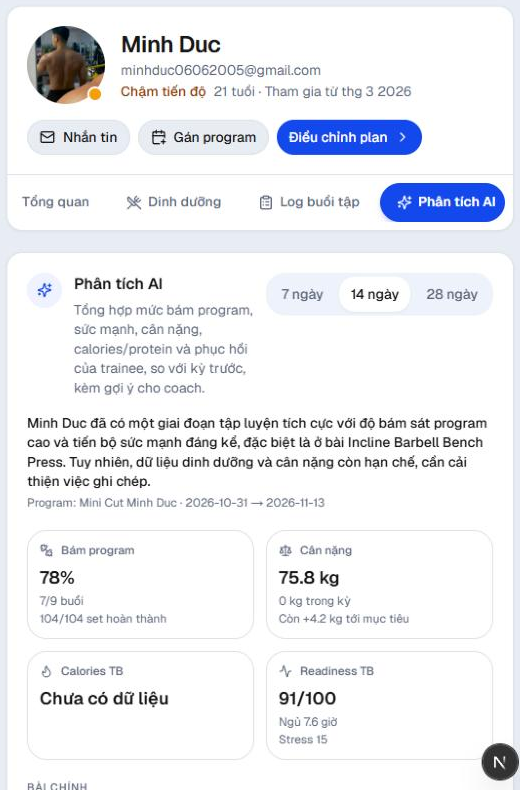 Minh Duc
minhduc06062005@gmail.com
Chậm tiến độ 21 tuổi · Tham gia từ thg 3 2026
Nhắn tin
Gán program
Điều chỉnh plan
Tổng quan
Dinh dưỡng
Log buổi tập
Phân tích AI
Phân tích AI
7 ngày
14 ngày
28 ngày
Tổng hợp mức bám program,
sức mạnh, cân nặng,
calories/protein và phục hồi
của trainee, so với kỳ trước,
kèm gợi ý cho coach.
Minh Duc đã có một giai đoạn tập luyện tích cực với độ bám sát program
cao và tiến bộ sức mạnh đáng kể, đặc biệt là ở bài Incline Barbell Bench
Press. Tuy nhiên, dữ liệu dinh dưỡng và cân nặng còn hạn chế, cần cải
thiện việc ghi chép.
Program: Mini Cut Minh Duc · 2026-10-31 → 2026-11-13
Bám program
78%
7/9 buổi
104/104 set hoàn thành
Cân nặng
75.8 kg
0 kg trong kỳ
Còn +4.2 kg tới mục tiêu
Calories TB
Chưa có dữ liệu
Readiness TB
91/100
Ngủ 7.6 giờ
Stress 15
N
BÀI CHÍNH